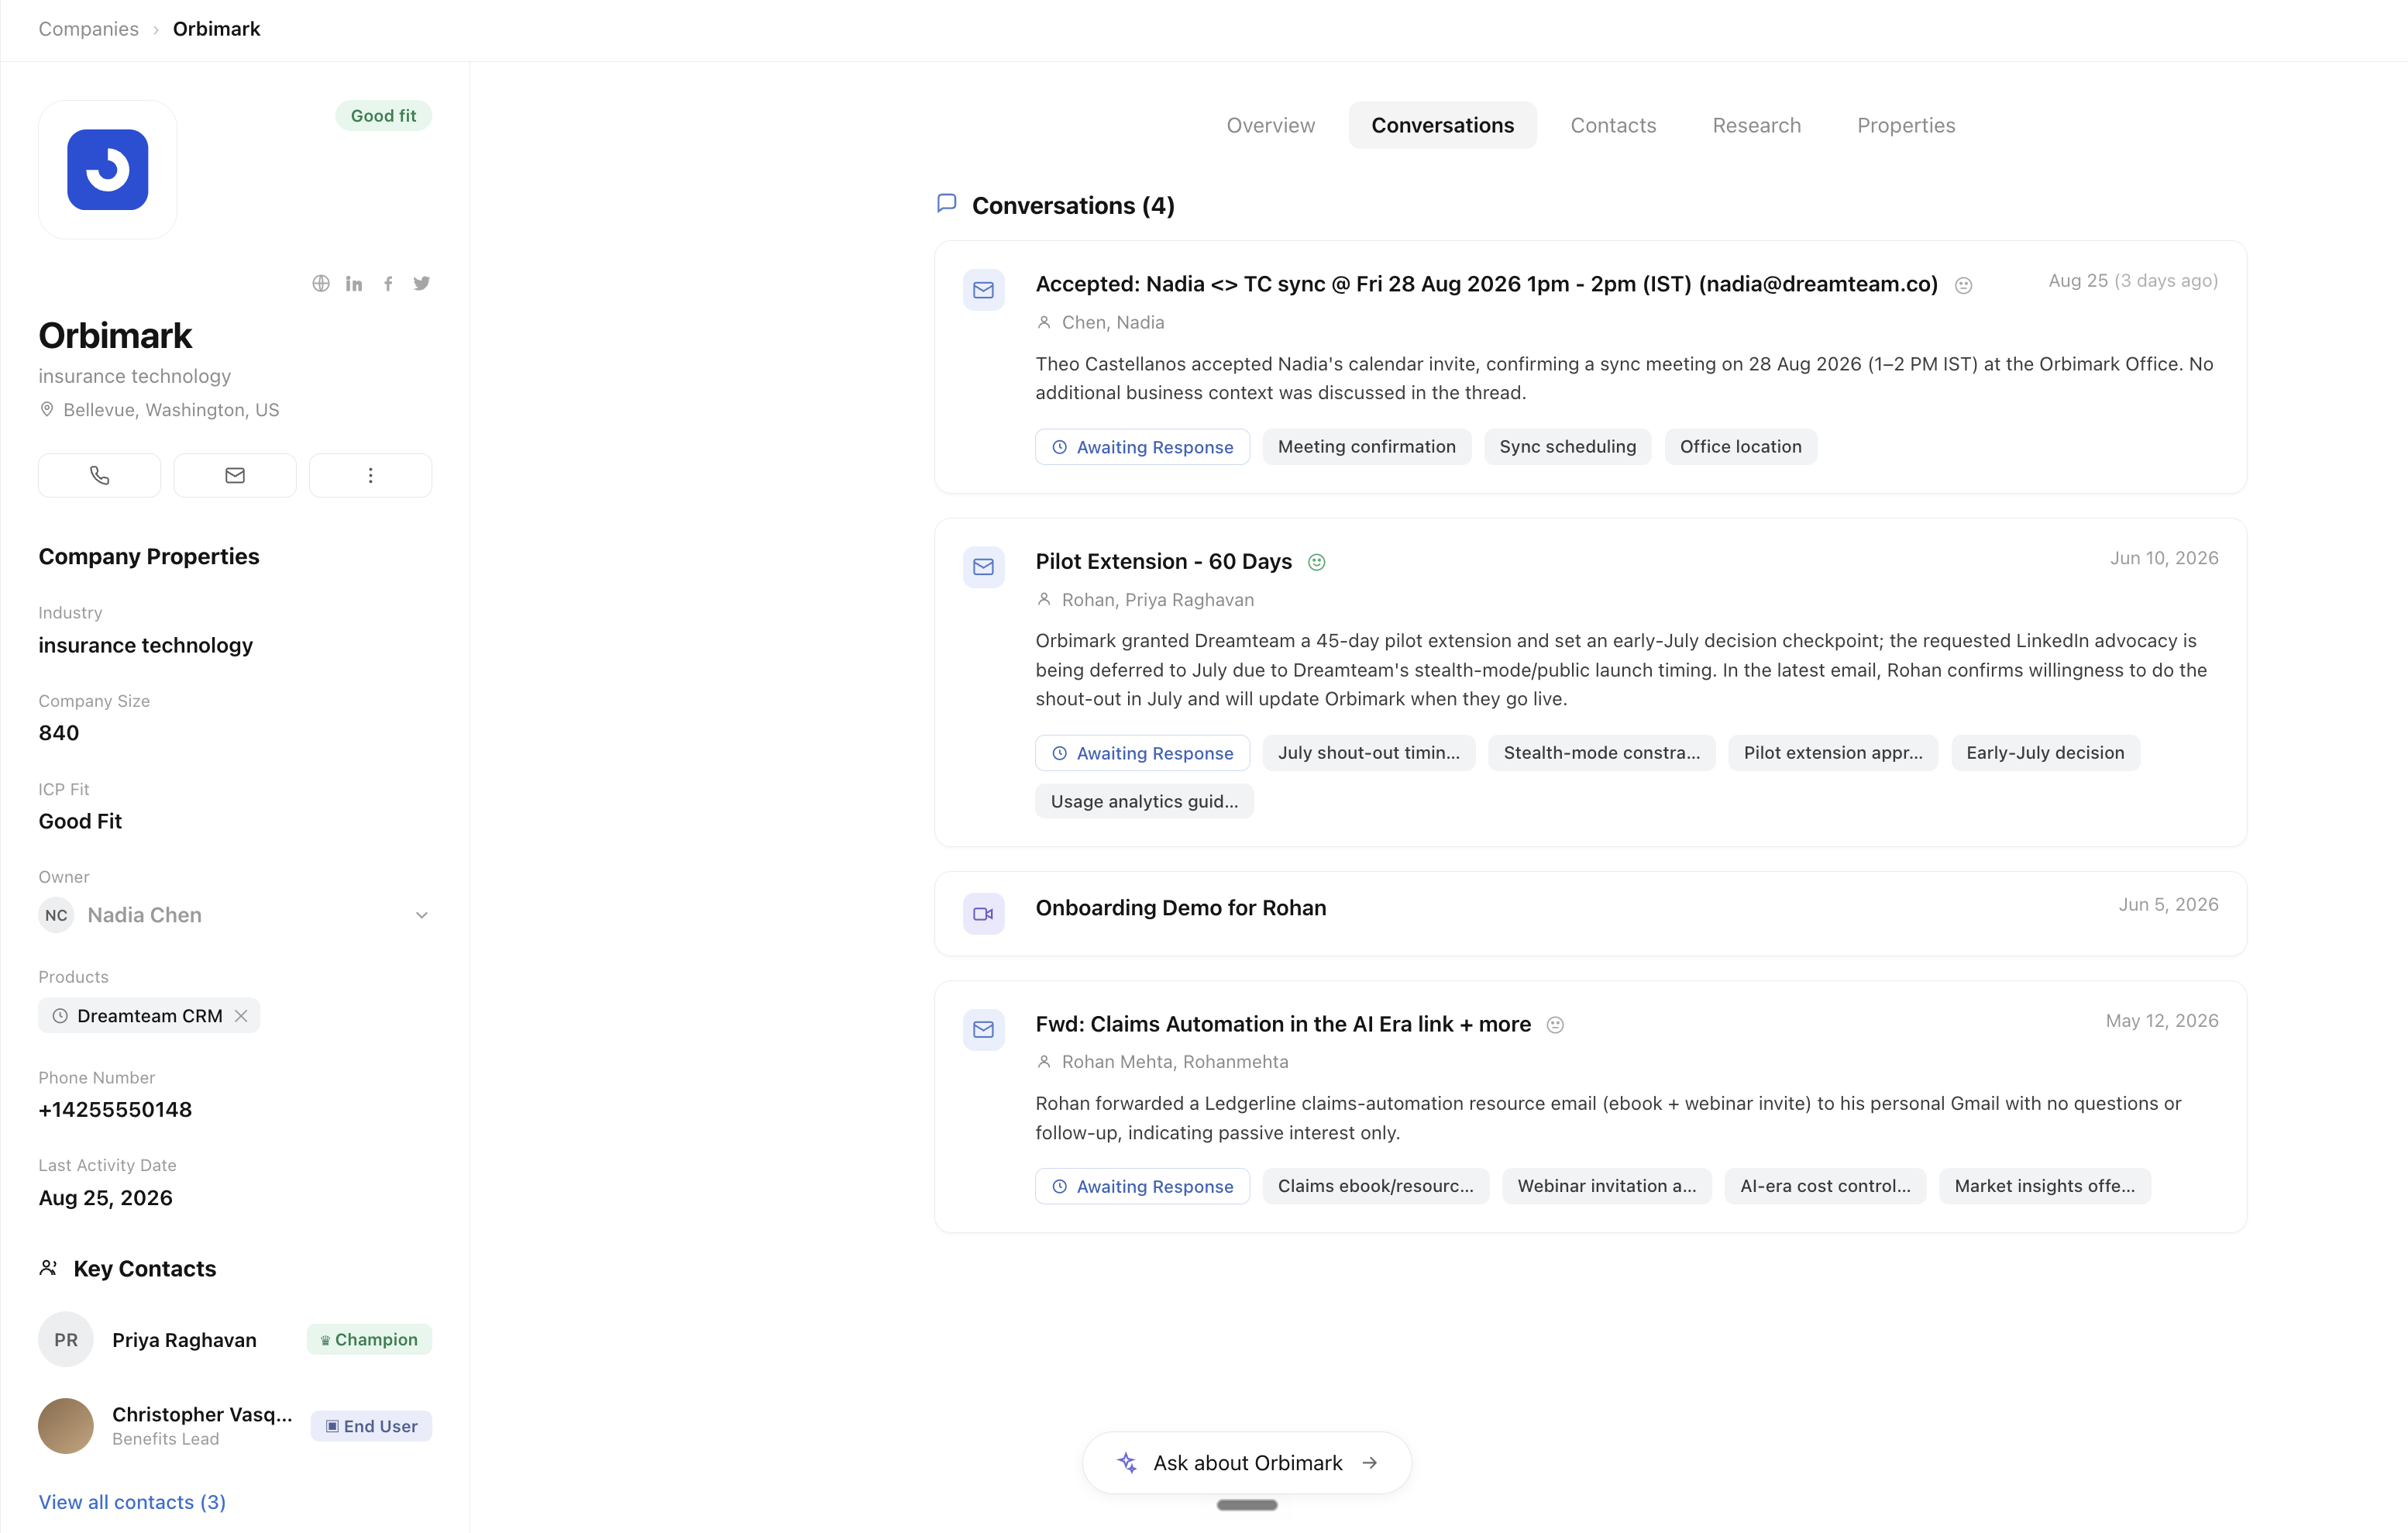 Companies › Orbimark
Good fit
Orbimark
insurance technology
Bellevue, Washington, US
Company Properties
Industry
insurance technology
Company Size
840
ICP Fit
Good Fit
Owner
NC Nadia Chen
Products
Dreamteam CRM
Phone Number
+14255550148
Last Activity Date
Aug 25, 2026
Key Contacts
PR Priya Raghavan Champion
Christopher Vasq... End User
Benefits Lead
View all contacts (3)
Overview Conversations Contacts Research Properties
Conversations (4)
Accepted: Nadia <> TC sync @ Fri 28 Aug 2026 1pm - 2pm (IST) (nadia@dreamteam.co) Aug 25 (3 days ago)
Chen, Nadia
Theo Castellanos accepted Nadia's calendar invite, confirming a sync meeting on 28 Aug 2026 (1–2 PM IST) at the Orbimark Office. No
additional business context was discussed in the thread.
Awaiting Response Meeting confirmation Sync scheduling Office location
Pilot Extension - 60 Days Jun 10, 2026
Rohan, Priya Raghavan
Orbimark granted Dreamteam a 45-day pilot extension and set an early-July decision checkpoint; the requested LinkedIn advocacy is
being deferred to July due to Dreamteam's stealth-mode/public launch timing. In the latest email, Rohan confirms willingness to do the
shout-out in July and will update Orbimark when they go live.
Awaiting Response July shout-out timin... Stealth-mode constra... Pilot extension appr... Early-July decision
Usage analytics guid...
Onboarding Demo for Rohan Jun 5, 2026
Fwd: Claims Automation in the AI Era link + more May 12, 2026
Rohan Mehta, Rohanmehta
Rohan forwarded a Ledgerline claims-automation resource email (ebook + webinar invite) to his personal Gmail with no questions or
follow-up, indicating passive interest only.
Awaiting Response Claims ebook/resourc... Webinar invitation a... AI-era cost control... Market insights offe...
Ask about Orbimark →